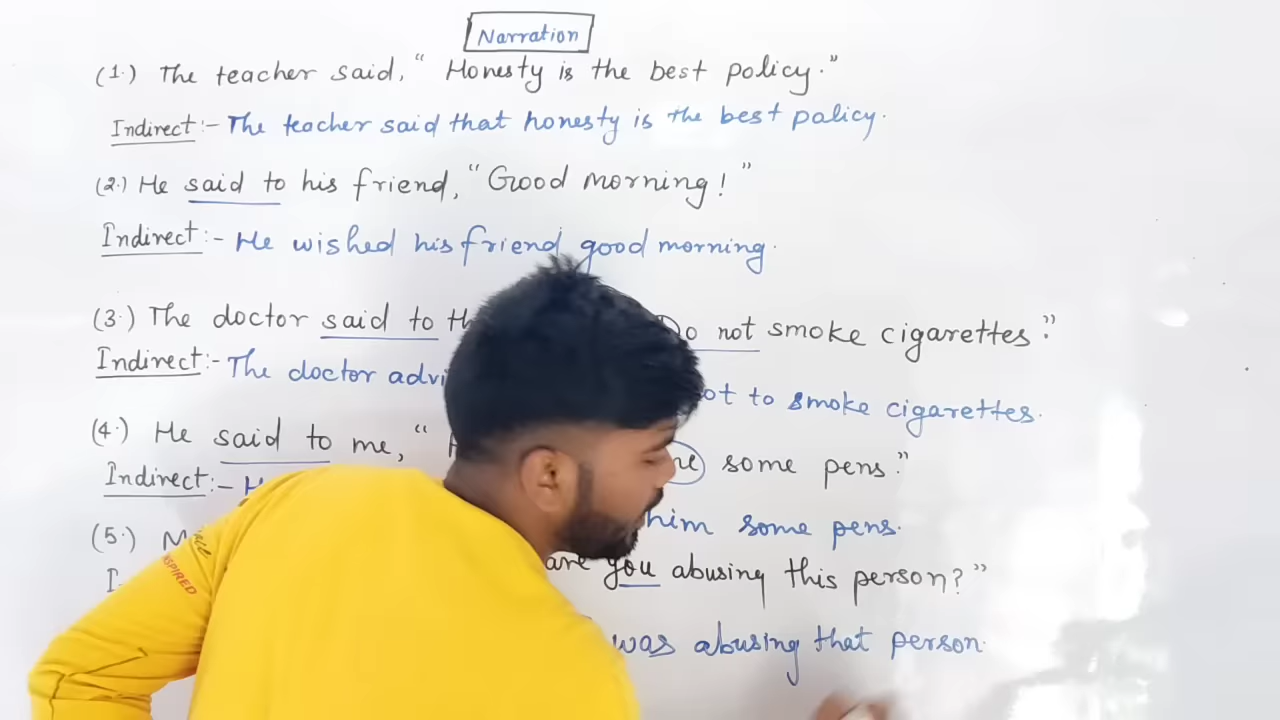 Narration
(1.) The teacher said, “Honesty is the best policy.”
Indirect:- The teacher said that honesty is the best palicy.
(2.) He said to his friend, “Good morning!”
Indirect:- He wished his friend good morning.
(3.) The doctor said to Do not smoke cigarettes.”
Indirect:- The doctor to smoke cigarettes.
(4.) He said to me, “ some pens.”
Indirect:- him some pens.
(5.) are you abusing this person?”
was abusing that person.